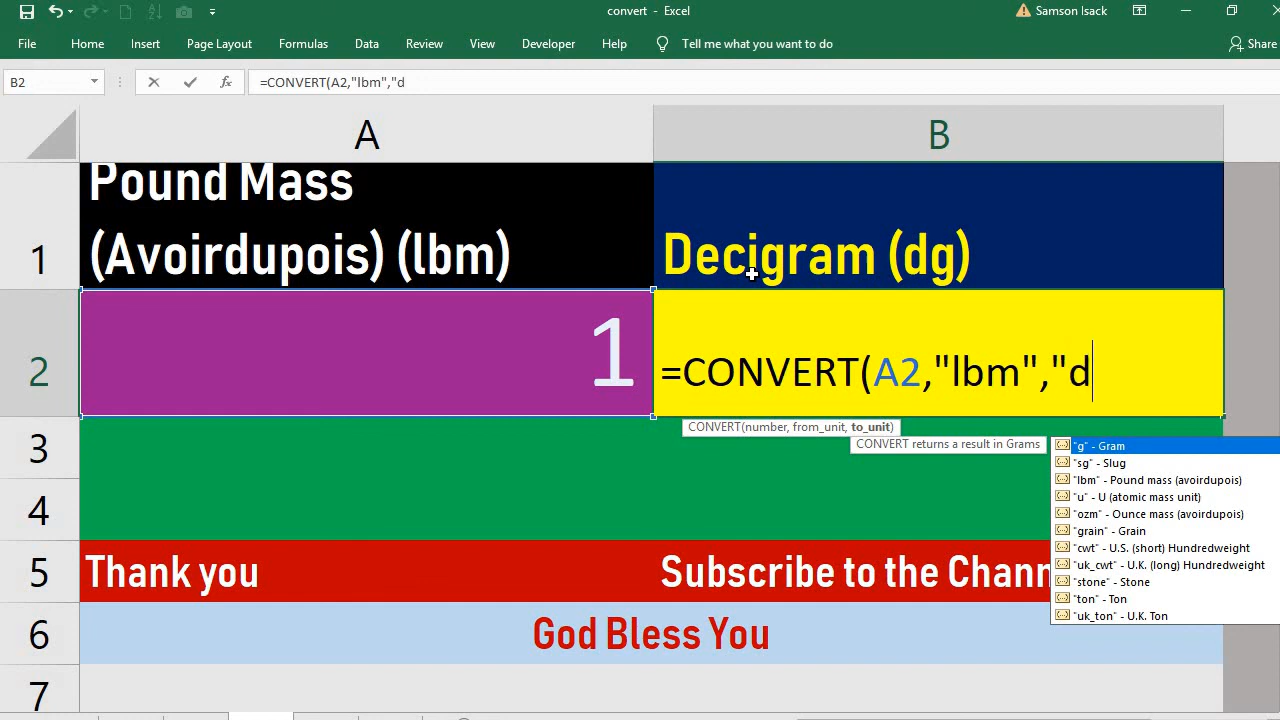 convert - Excel
Samson Isack
File Home Insert Page Layout Formulas Data Review View Developer Help Tell me what you want to do Share
B2 fx =CONVERT(A2,"lbm","d
A B
Pound Mass
(Avoirdupois) (lbm)
Decigram (dg)
1
1
=CONVERT(A2,"lbm","d
2
CONVERT(number, from_unit, to_unit)
CONVERT returns a result in Grams
"g" - Gram
"sg" - Slug
"lbm" - Pound mass (avoirdupois)
"u" - U (atomic mass unit)
"ozm" - Ounce mass (avoirdupois)
"grain" - Grain
"cwt" - U.S. (short) Hundredweight
"uk_cwt" - U.K. (long) Hundredweight
"stone" - Stone
"ton" - Ton
"uk_ton" - U.K. Ton
3
4
5 Thank you Subscribe to the Chann
6 God Bless You
7